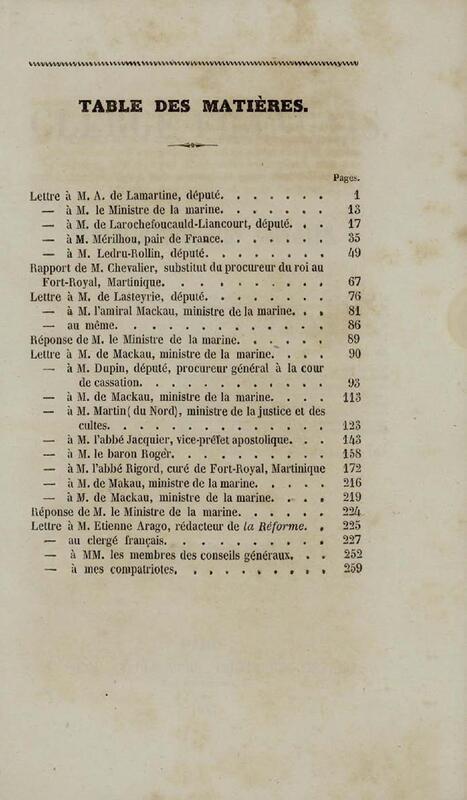 TABLE DES MATIÈRES.
Pages.
Lettre à M. A. de Lamartine, député. . . . . . . 1
— à M. le Ministre de la marine. . . . . . . 13
— à M. de Larochefoucauld-Liancourt, député. . . 17
— à M. Mérilhou, pair de France. . . . . . . 35
— à M. Ledru-Rollin, député. . . . . . . . 49
Rapport de M. Chevalier, substitut du procureur du roi au
Fort-Royal, Martinique. . . . . . . . . . 67
Lettre à M. de Lasteyrie, député. . . . . . . . 76
— à M. l'amiral Mackau, ministre de la marine. . . 81
— au même. . . . . . . . . . . . . 86
Réponse de M. le Ministre de la marine. . . . . . 89
Lettre à M. de Mackau, ministre de la marine. . . . 90
— à M. Dupin, député, procureur général à la cour
de cassation. . . . . . . . . . . . 93
— à M. de Mackau, ministre de la marine. . . . 113
— à M. Martin (du Nord), ministre de la justice et des
cultes. . . . . . . . . . . . . . 123
— à M. l'abbé Jacquier, vice-préfet apostolique. . . 143
— à M. le baron Roger. . . . . . . . . . 158
— à M. l'abbé Rigord, curé de Fort-Royal, Martinique 172
— à M. de Makau, ministre de la marine. . . . . 216
— à M. de Mackau, ministre de la marine. . . . 219
Réponse de M. le Ministre de la marine. . . . . . 224
Lettre à M. Etienne Arago, rédacteur de la Réforme. . 225
— au clergé français. . . . . . . . . . 227
— à MM. les membres des conseils généraux. . . 252
— à mes compatriotes. . . . . . . . . . 259